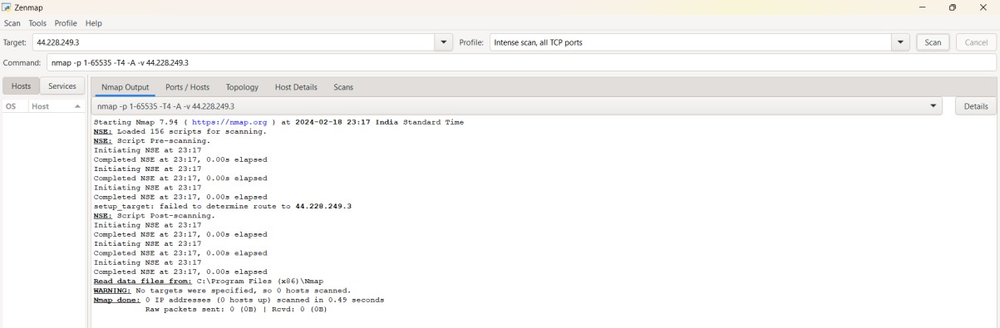 Zenmap
Scan Tools Profile Help
Target: 44.228.249.3 Profile: Intense scan, all TCP ports Scan Cancel
Command: nmap -p 1-65535 -T4 -A -v 44.228.249.3
Hosts Services Nmap Output Ports / Hosts Topology Host Details Scans
OS Host nmap -p 1-65535 -T4 -A -v 44.228.249.3 Details
Starting Nmap 7.94 ( https://nmap.org ) at 2024-02-18 23:17 India Standard Time
NSE: Loaded 156 scripts for scanning.
NSE: Script Pre-scanning.
Initiating NSE at 23:17
Completed NSE at 23:17, 0.00s elapsed
Initiating NSE at 23:17
Completed NSE at 23:17, 0.00s elapsed
Initiating NSE at 23:17
Completed NSE at 23:17, 0.00s elapsed
setup_target: failed to determine route to 44.228.249.3
NSE: Script Post-scanning.
Initiating NSE at 23:17
Completed NSE at 23:17, 0.00s elapsed
Initiating NSE at 23:17
Completed NSE at 23:17, 0.00s elapsed
Initiating NSE at 23:17
Completed NSE at 23:17, 0.00s elapsed
Read data files from: C:\Program Files (x86)\Nmap
WARNING: No targets were specified, so 0 hosts scanned.
Nmap done: 0 IP addresses (0 hosts up) scanned in 0.49 seconds
Raw packets sent: 0 (0B) | Rcvd: 0 (0B)